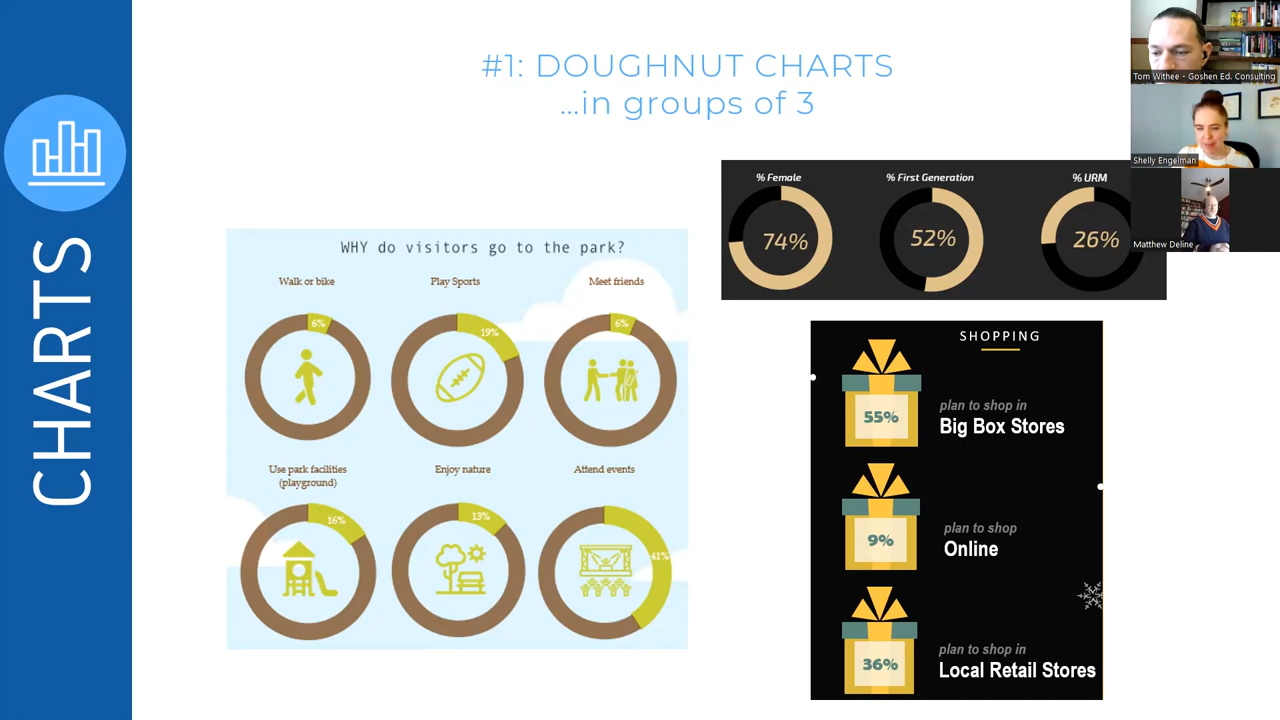 CHARTS
#1: DOUGHNUT CHARTS
...in groups of 3
WHY do visitors go to the park?
Walk or bike
Play Sports
Meet friends
6%
19%
6%
Use park facilities
(playground)
Enjoy nature
Attend events
16%
13%
41%
% Female
% First Generation
% URM
74%
52%
26%
SHOPPING
55%
plan to shop in
Big Box Stores
9%
plan to shop
Online
36%
plan to shop in
Local Retail Stores
Tom Withee - Goshen Ed. Consulting
Shelly Engelman
Matthew Deline